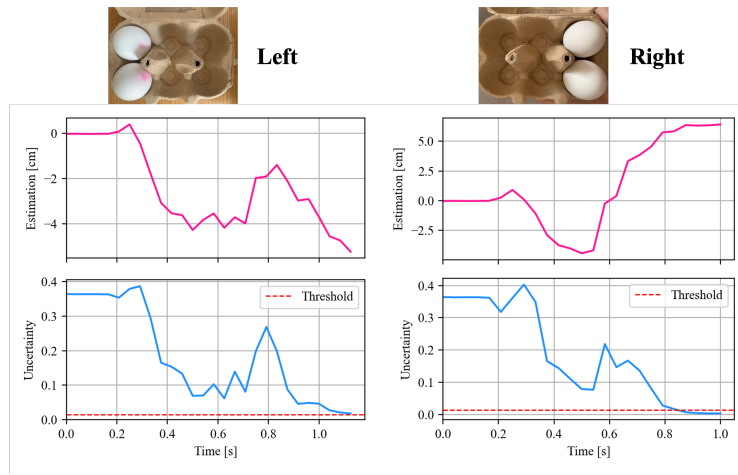 Left
Right
Estimation [cm]
0
−2
−4
Estimation [cm]
5.0
2.5
0.0
−2.5
Uncertainty
0.4
0.3
0.2
0.1
0.0
Threshold
0.0
0.2
0.4
0.6
0.8
1.0
Time [s]
Uncertainty
0.4
0.3
0.2
0.1
0.0
Threshold
0.0
0.2
0.4
0.6
0.8
1.0
Time [s]